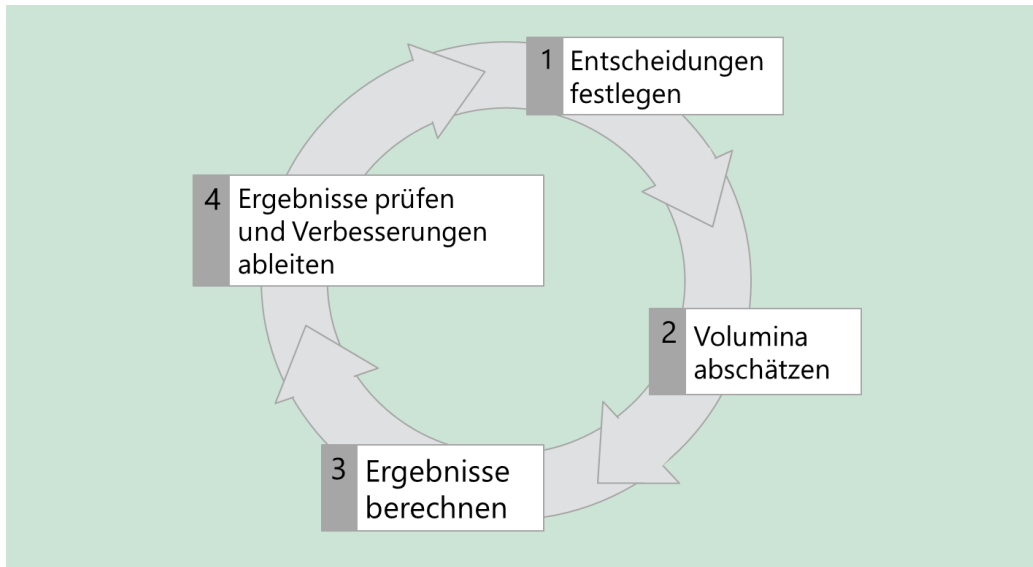 1 Entscheidungen
festlegen
2 Volumina
abschätzen
3 Ergebnisse
berechnen
4 Ergebnisse prüfen
und Verbesserungen
ableiten